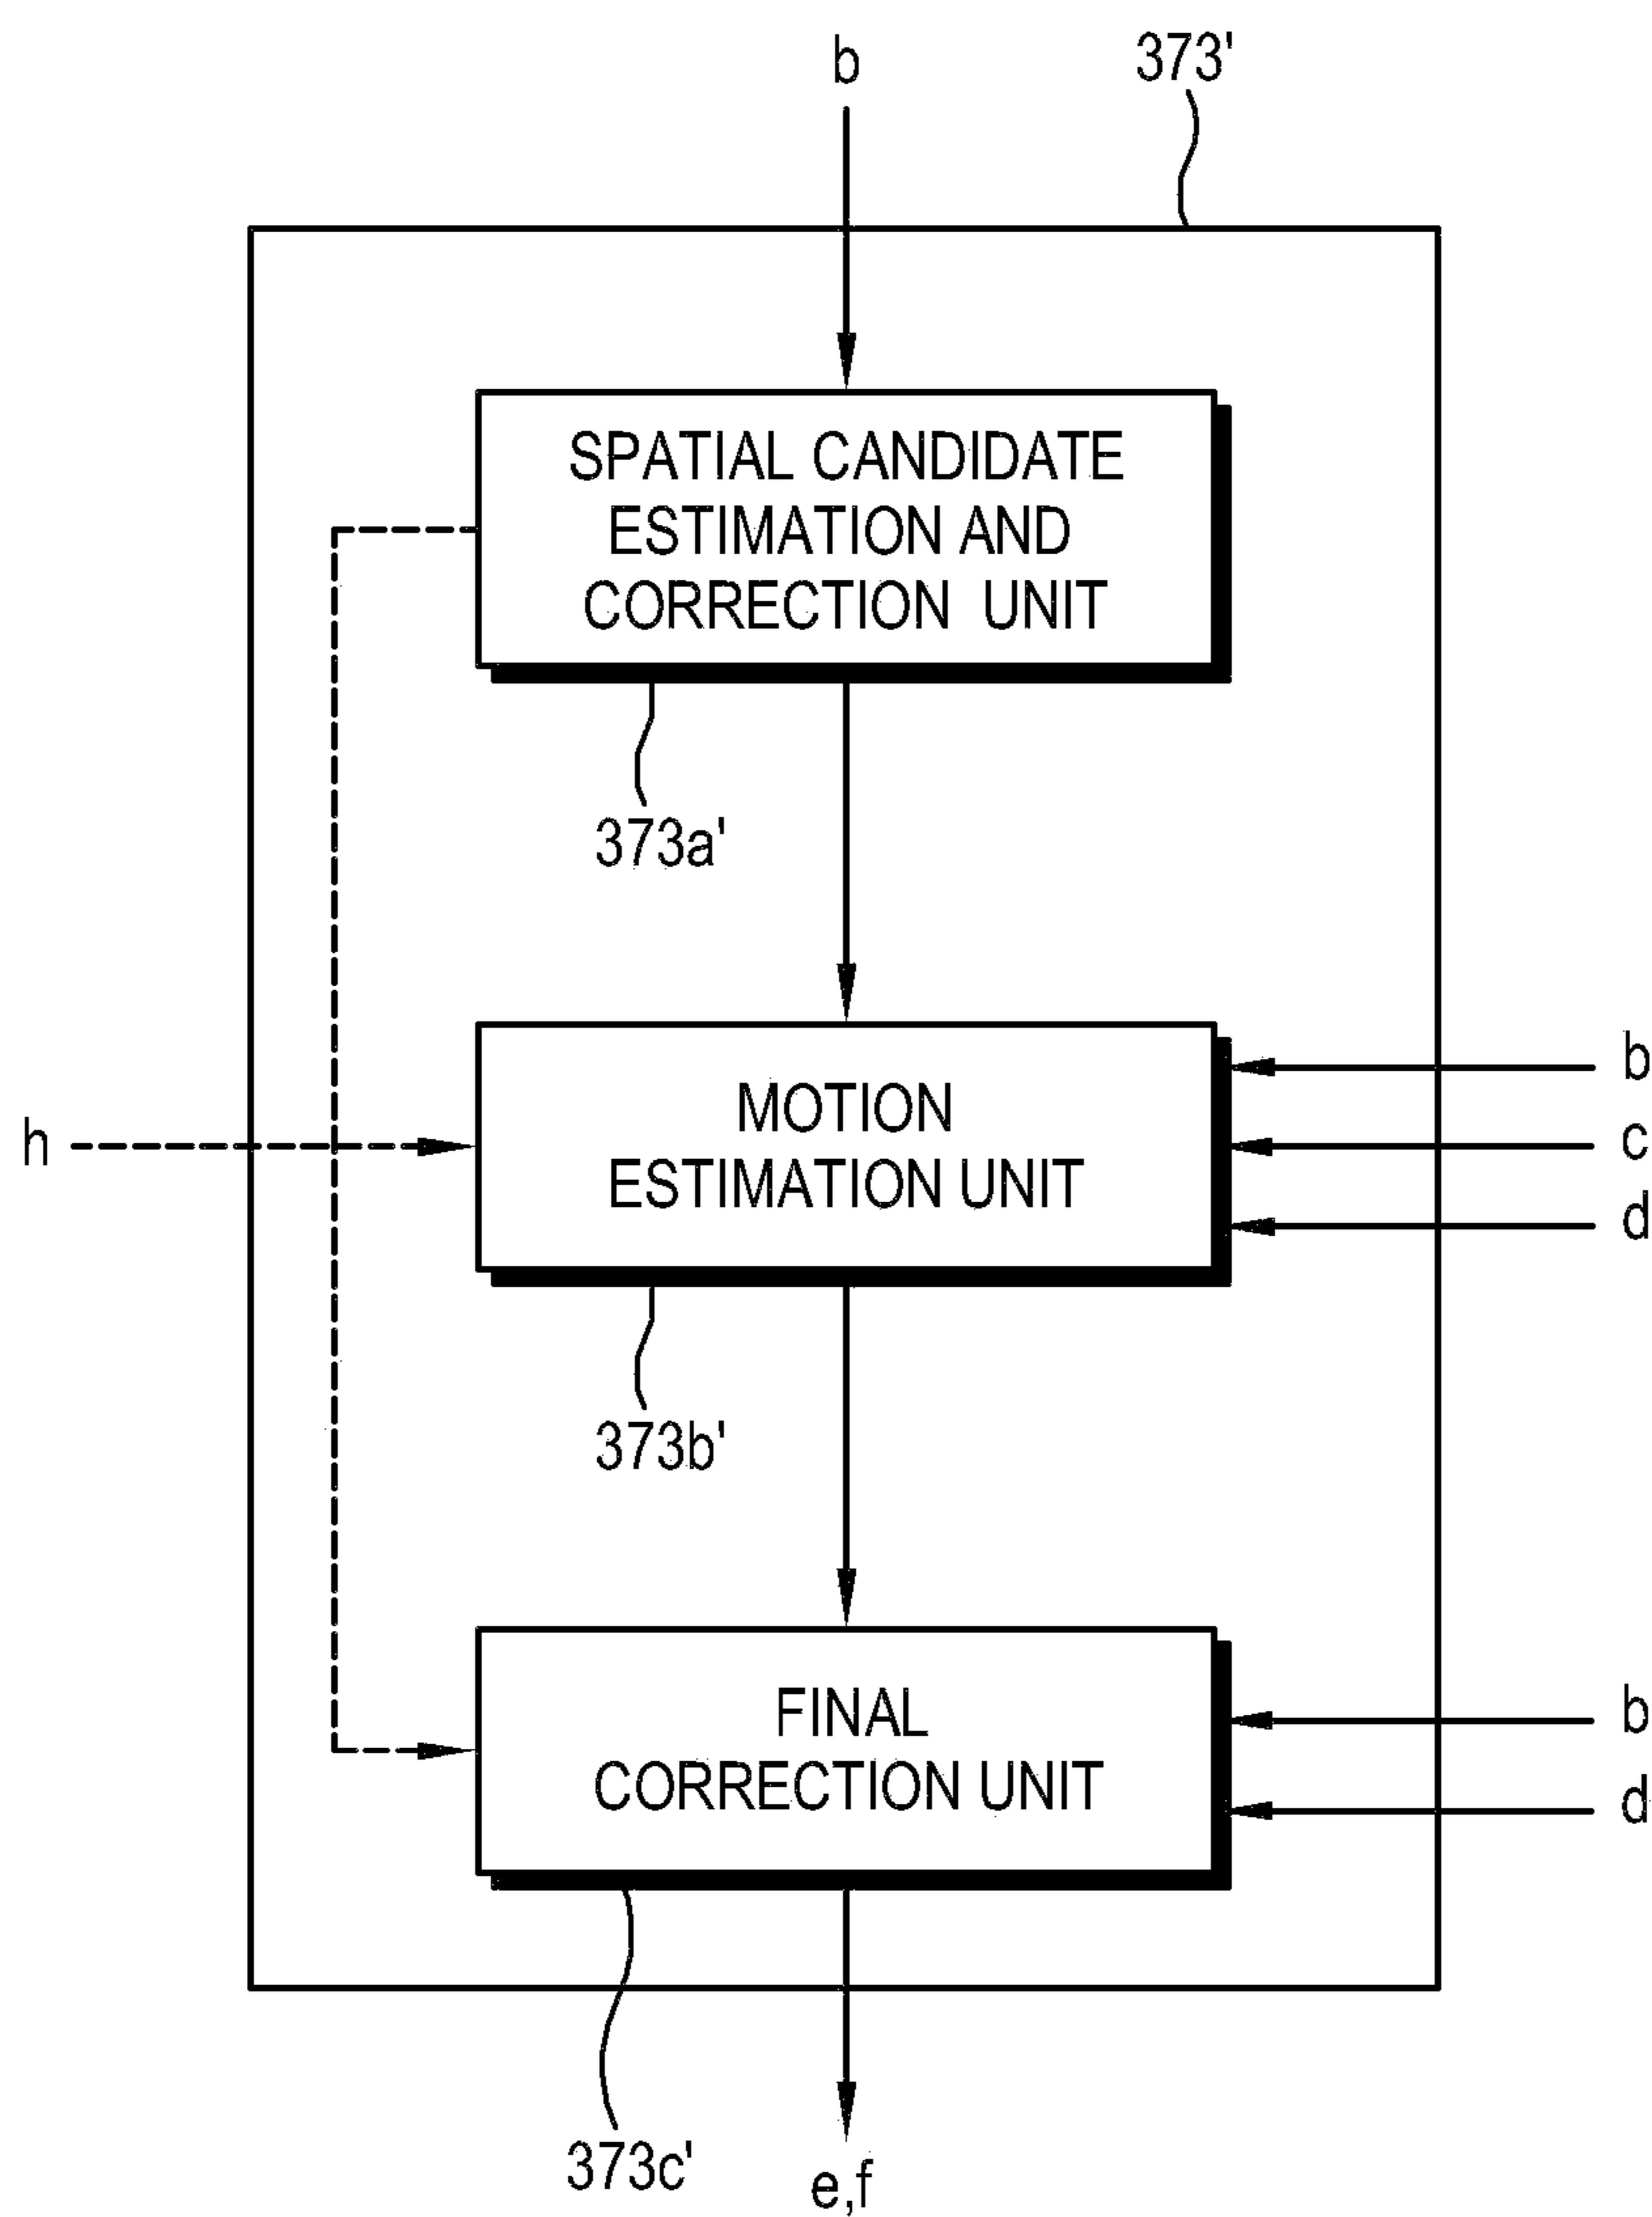 b
373'
SPATIAL CANDIDATE
ESTIMATION AND
CORRECTION UNIT
373a'
h
MOTION
ESTIMATION UNIT
b
c
d
373b'
FINAL
CORRECTION UNIT
b
d
373c'
e,f